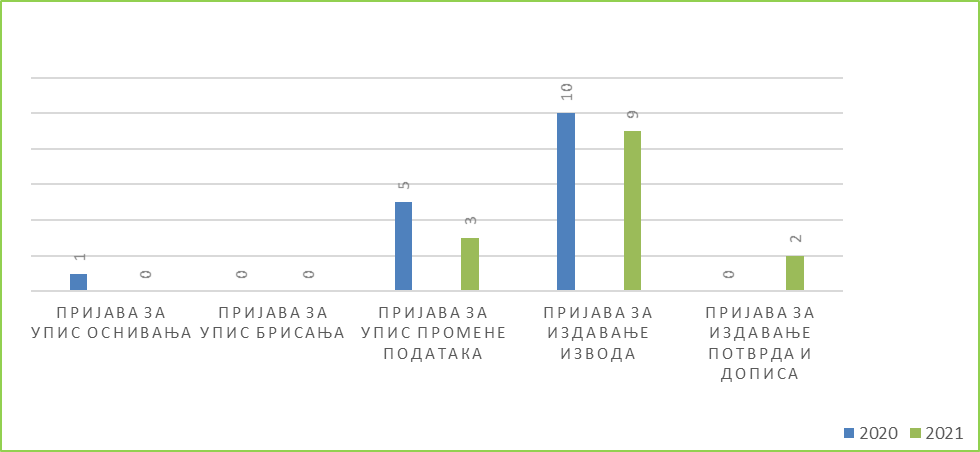 1
0
0
0
5
3
10
9
0
2
ПРИЈАВА ЗА
УПИС ОСНИВАЊА
ПРИЈАВА ЗА
УПИС БРИСАЊА
ПРИЈАВА ЗА
УПИС ПРОМЕНЕ
ПОДАТАКА
ПРИЈАВА ЗА
ИЗДАВАЊЕ
ИЗВОДА
ПРИЈАВА ЗА
ИЗДАВАЊЕ
ПОТВРДА И
ДОПИСА
2020
2021